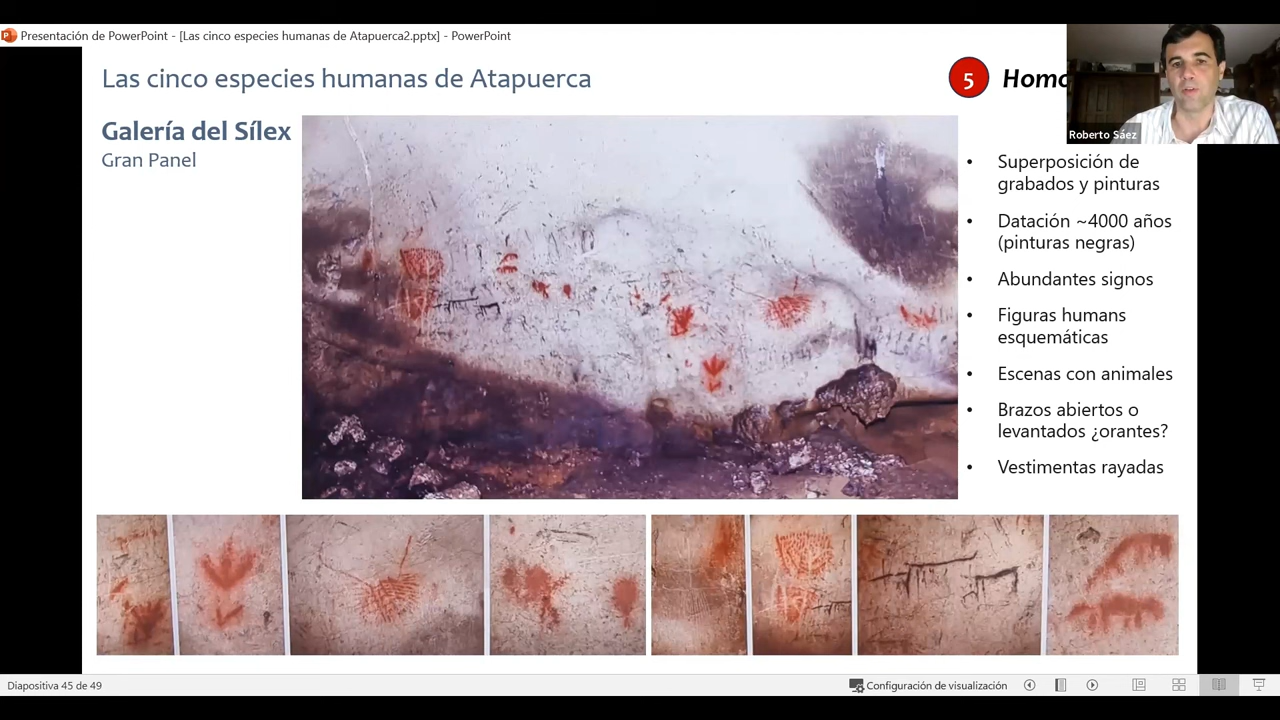 Presentación de PowerPoint - [Las cinco especies humanas de Atapuerca2.pptx] - PowerPoint
Las cinco especies humanas de Atapuerca
5
Homo
Roberto Sáez
Galería del Sílex
Gran Panel
• Superposición de
grabados y pinturas
• Datación ~4000 años
(pinturas negras)
• Abundantes signos
• Figuras humans
esquemáticas
• Escenas con animales
• Brazos abiertos o
levantados ¿orantes?
• Vestimentas rayadas
Diapositiva 45 de 49
Configuración de visualización